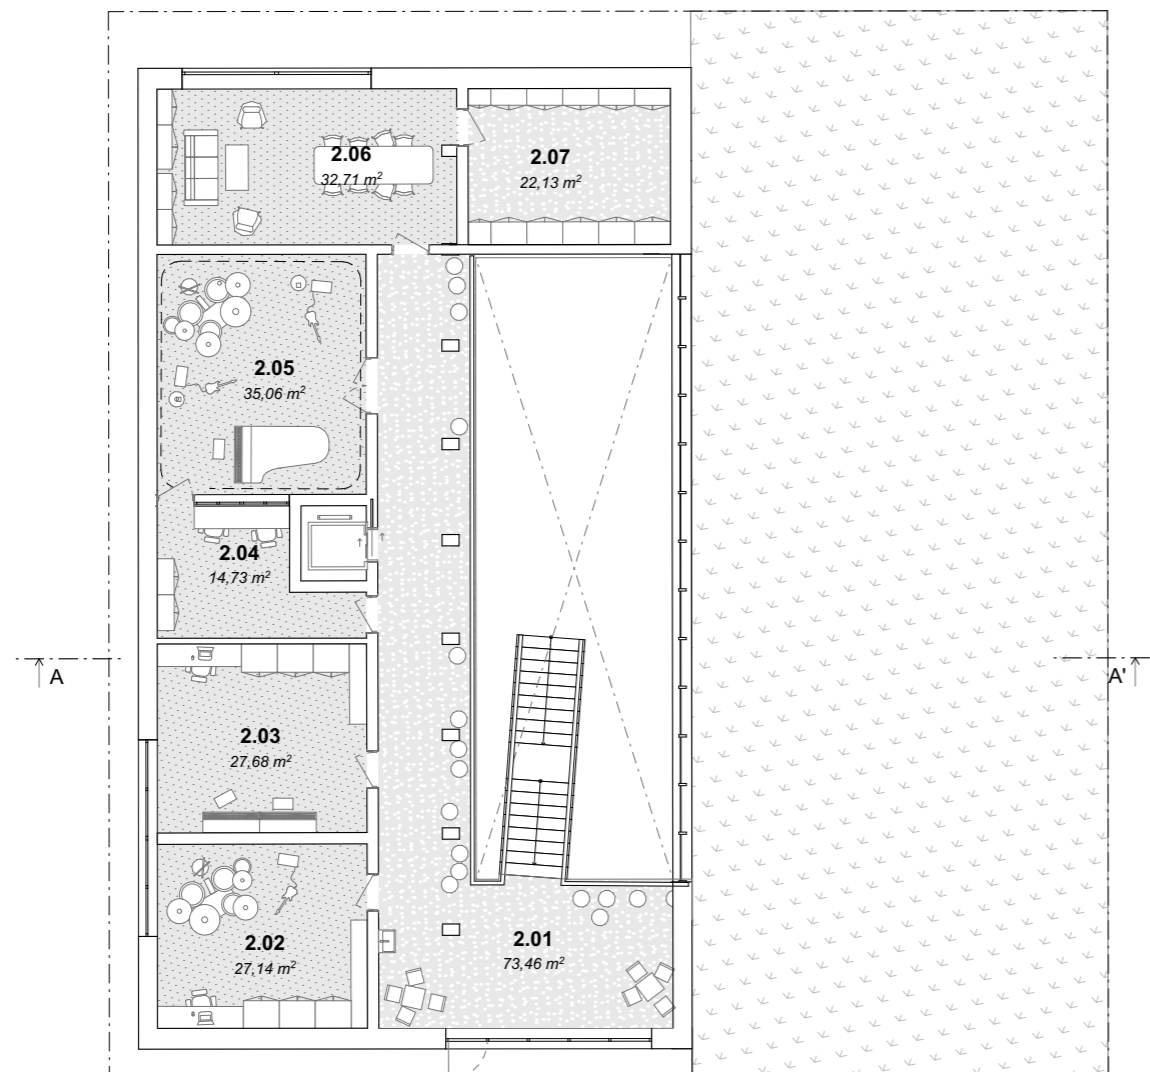 2.06
32,71 m²
2.07
22,13 m²
2.05
35,06 m²
2.04
14,73 m²
A
A'
2.03
27,68 m²
2.02
27,14 m²
2.01
73,46 m²